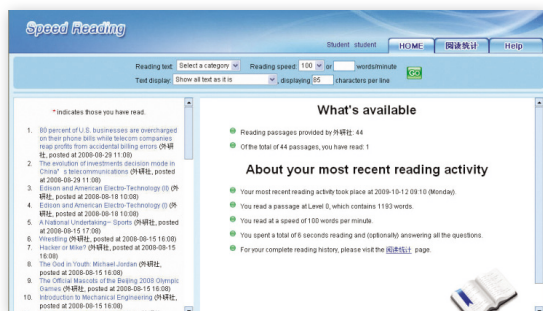 Speed Reading
Student student HOME 阅读统计 Help
Reading text: Select a category Reading speed: 100 or words/minute
Text display: Show all text as it is , displaying 85 characters per line
GO
* indicates those you have read.
1. 80 percent of U.S. businesses are overcharged
on their phone bills while telecom companies
reap profits from accidental billing errors (外研
社, posted at 2008-08-29 11:08)
2. The evolution of investments decision mode in
China" s telecommunications (外研社, posted
at 2008-08-29 11:08)
3. Edison and American Electro-Technology (II) (外
研社, posted at 2008-08-18 10:08)
4. Edison and American Electro-Technology (I) (外
研社, posted at 2008-08-18 10:08)
5. A National Undertaking– Sports (外研社, posted
at 2008-08-15 17:08)
6. Wrestling (外研社, posted at 2008-08-15 16:08)
7. Hacker or Mike? (外研社, posted at 2008-08-15
16:08)
8. The God in Youth: Michael Jordan (外研社,
posted at 2008-08-15 16:08)
9. The Official Mascots of the Beijing 2008 Olympic
Games (外研社, posted at 2008-08-15 16:08)
10. Introduction to Mechanical Engineering (外研社,
posted at 2008-08-15 16:08)
What's available
Reading passages provided by 外研社: 44
Of the total of 44 passages, you have read: 1
About your most recent reading activity
Your most recent reading activity took place at 2009-10-12 09:10 (Monday).
You read a passage at Level 0, which contains 1193 words.
You read at a speed of 100 words per minute.
You spent a total of 6 seconds reading and (optionally) answering all the questions.
For your complete reading history, please visit the 阅读统计 page.